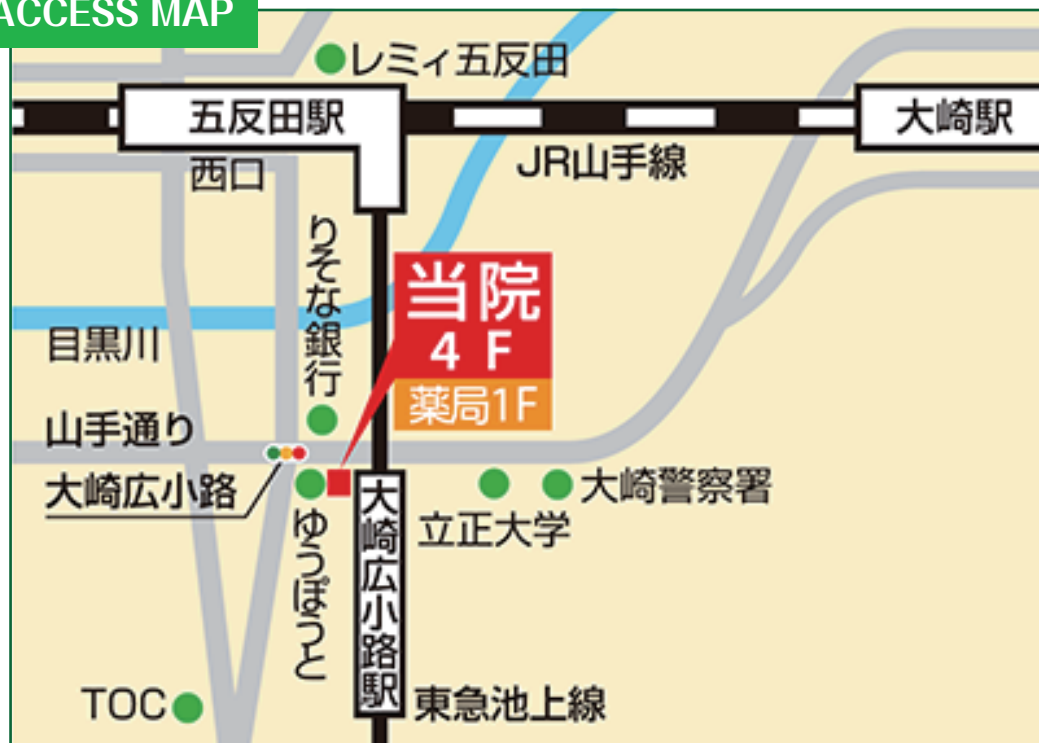 ACCESS MAP
レミィ五反田
五反田駅
大崎駅
西口
JR山手線
りそな銀行
当院
4 F
薬局1F
目黒川
山手通り
大崎広小路
大崎警察署
立正大学
ゆうぽうと
大崎広小路駅
TOC
東急池上線